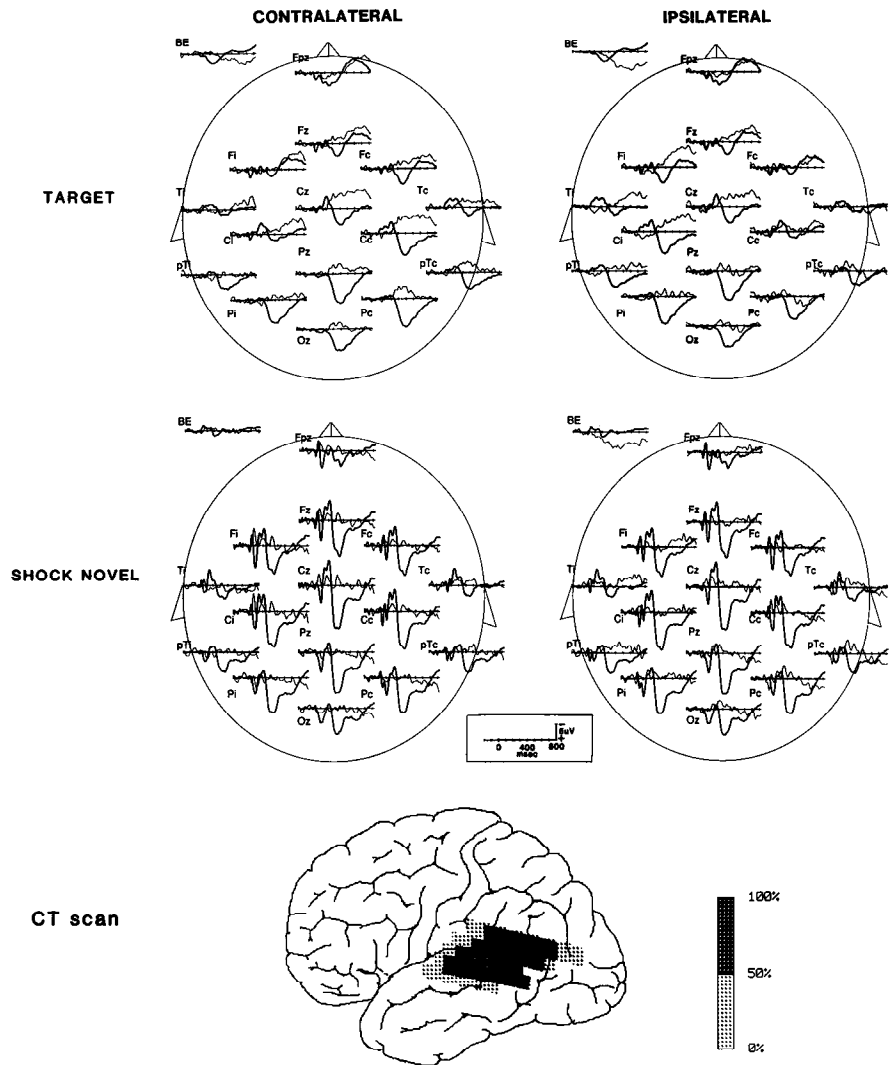 CONTRALATERAL IPSILATERAL
BE BE
Fpz Fpz
Fz Fz
Fi Fc Fi Fc
TARGET
Ti Cz Tc Ti Cz Tc
Ci Cc Ci Cc
pTi Pz pTc pTi Pz pTc
Pi Pc Pi Pc
Oz Oz
BE BE
Fpz Fpz
Fz Fz
Fi Fc Fi Fc
SHOCK NOVEL
Ti Cz Tc Ti Cz Tc
Ci Cc Ci Cc
pTi Pz pTc pTi Pz pTc
Pi Pc Pi Pc
Oz Oz
−
5uV
+
0 400 800
msec
CT scan
100%
50%
0%